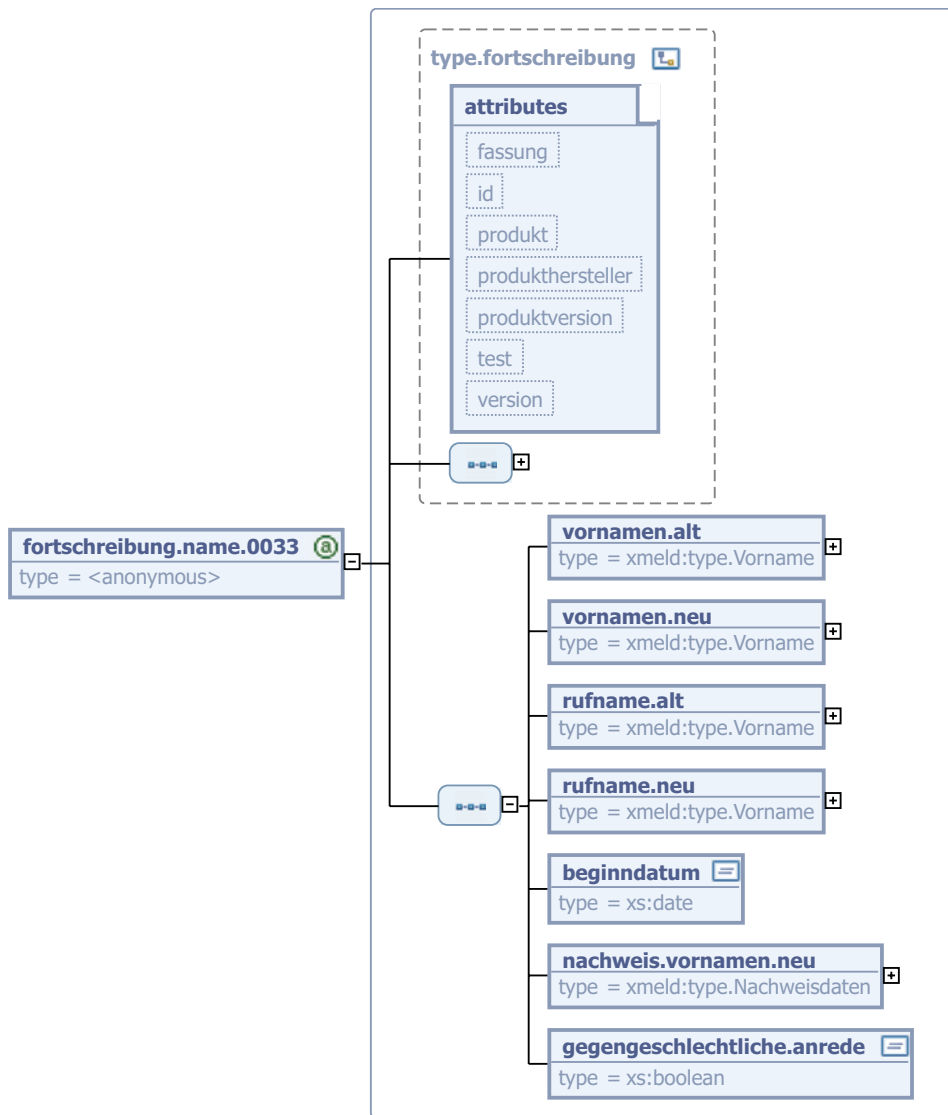 type.fortschreibung
attributes
fassung
id
produkt
produkthersteller
produktversion
test
version
fortschreibung.name.0033 a
type = <anonymous>
vornamen.alt
type = xmeld:type.Vorname
vornamen.neu
type = xmeld:type.Vorname
rufname.alt
type = xmeld:type.Vorname
rufname.neu
type = xmeld:type.Vorname
beginndatum
type = xs:date
nachweis.vornamen.neu
type = xmeld:type.Nachweisdaten
gegengeschlechtliche.anrede
type = xs:boolean